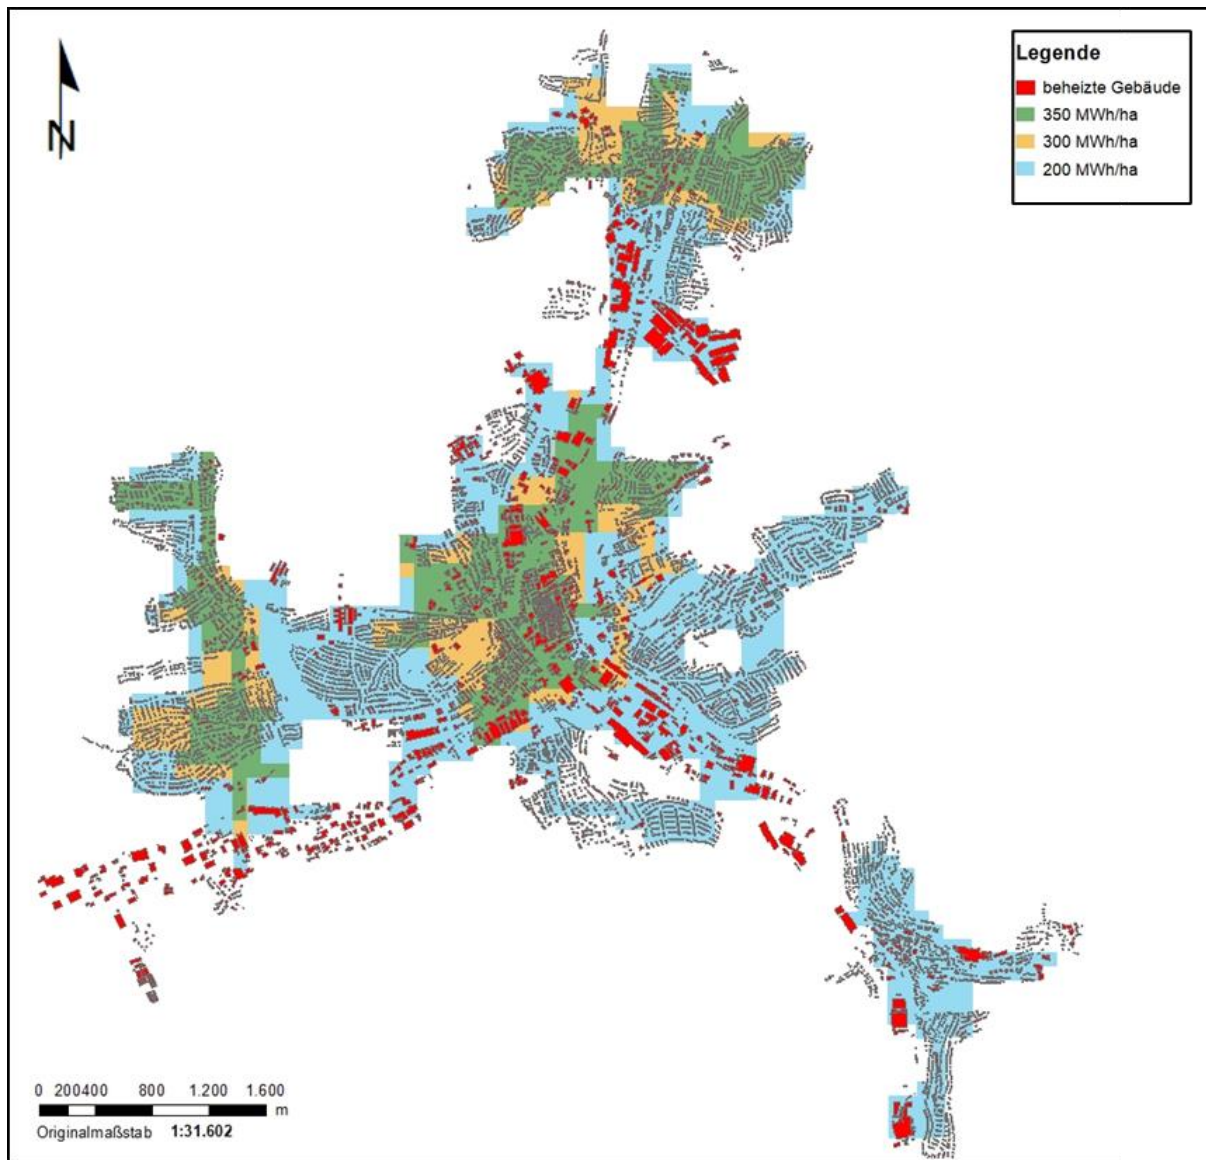 N
Legende
beheizte Gebäude
350 MWh/ha
300 MWh/ha
200 MWh/ha
0 200400 800 1.200 1.600
m
Originalmaßstab 1:31.602